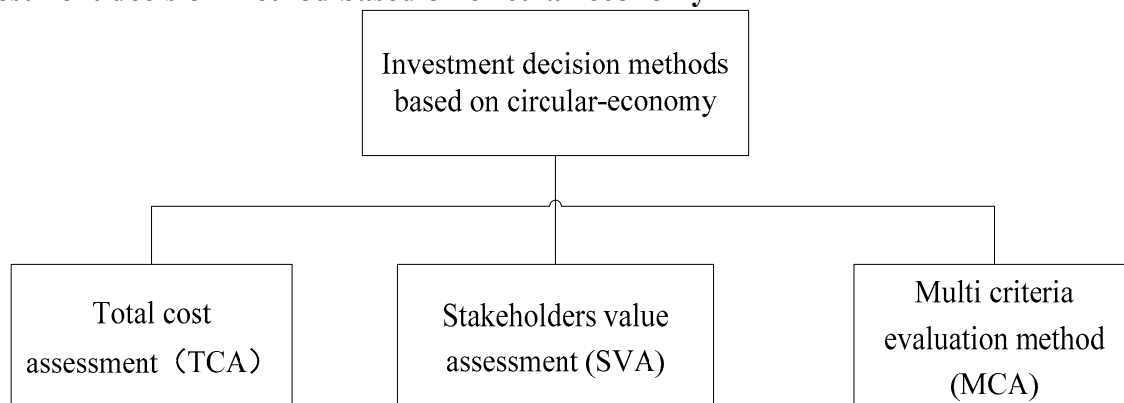 Investment decision methods
based on circular-economy
Total cost
assessment（TCA）
Stakeholders value
assessment (SVA)
Multi criteria
evaluation method
(MCA)